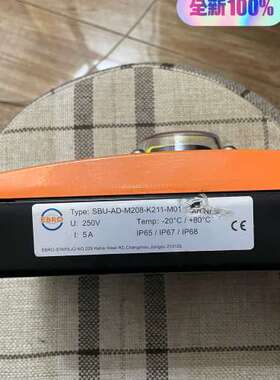 全新100%
EBRO
Type: SBU-AD-M208-K211-M01
U: 250V Temp: -20°C / +80°C
I: 5A IP65 / IP67 / IP68
CE